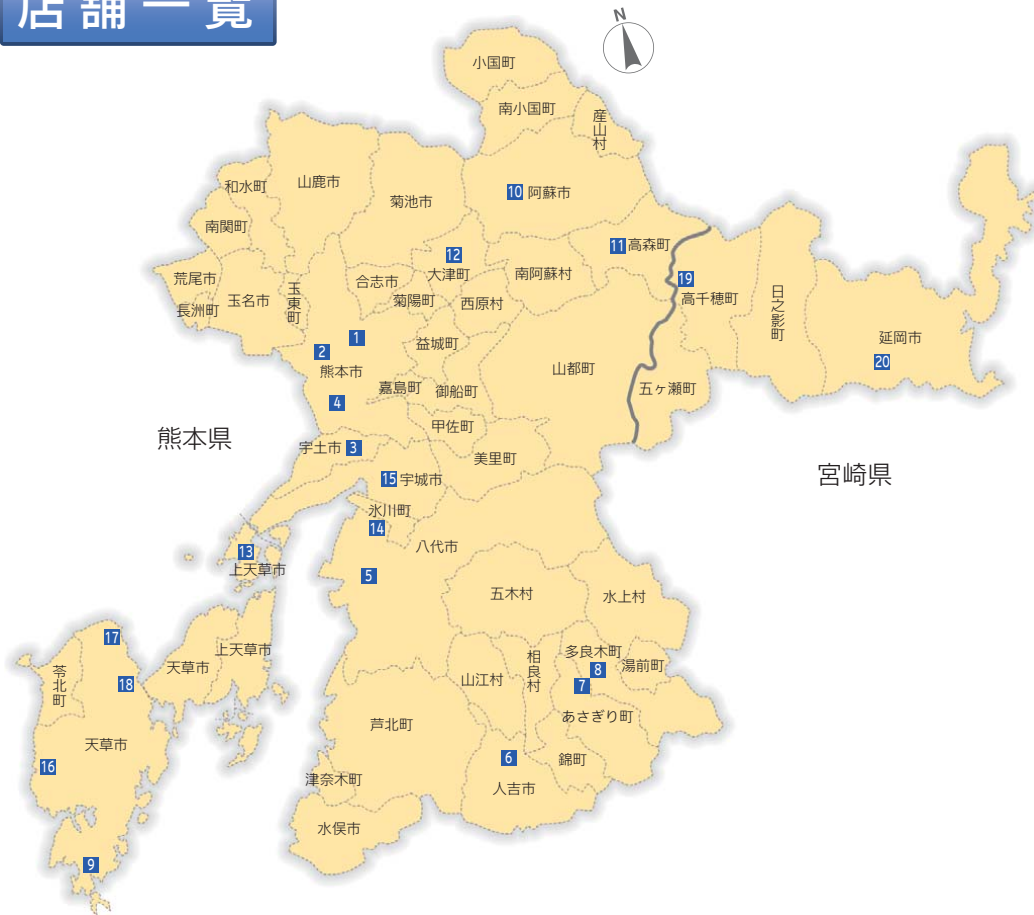 店舗一覧
N
小国町
南小国町
産山村
和水町
山鹿市
菊池市
10 阿蘇市
南関町
11 高森町
12
大津町
南阿蘇村
荒尾市
合志市
19
高千穂町
長洲町
玉名市
玉東町
菊陽町
西原村
日之影町
1
2
熊本市
益城町
延岡市
20
山都町
嘉島町
御船町
五ヶ瀬町
4
甲佐町
熊本県
宇土市 3
美里町
宮崎県
15 宇城市
氷川町
14
八代市
13
上天草市
5
五木村
水上村
17
上天草市
天草市
苓北町
18
多良木町
8
7
湯前町
相良村
山江村
あさぎり町
芦北町
天草市
16
6
人吉市
錦町
津奈木町
水俣市
9